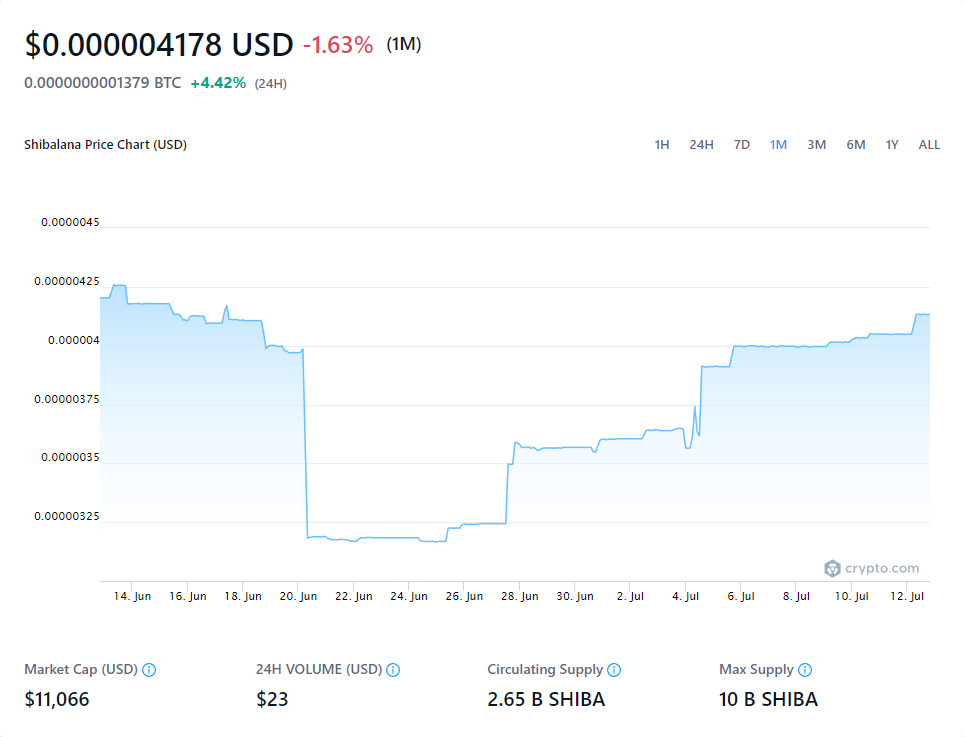 $0.000004178 USD -1.63% (1M)
0.0000000001379 BTC +4.42% (24H)
Shibalana Price Chart (USD) 1H 24H 7D 1M 3M 6M 1Y ALL
0.0000045
0.00000425
0.000004
0.00000375
0.0000035
0.00000325
crypto.com
14. Jun 16. Jun 18. Jun 20. Jun 22. Jun 24. Jun 26. Jun 28. Jun 30. Jun 2. Jul 4. Jul 6. Jul 8. Jul 10. Jul 12. Jul
Market Cap (USD) 24H VOLUME (USD) Circulating Supply Max Supply
$11,066 $23 2.65 B SHIBA 10 B SHIBA